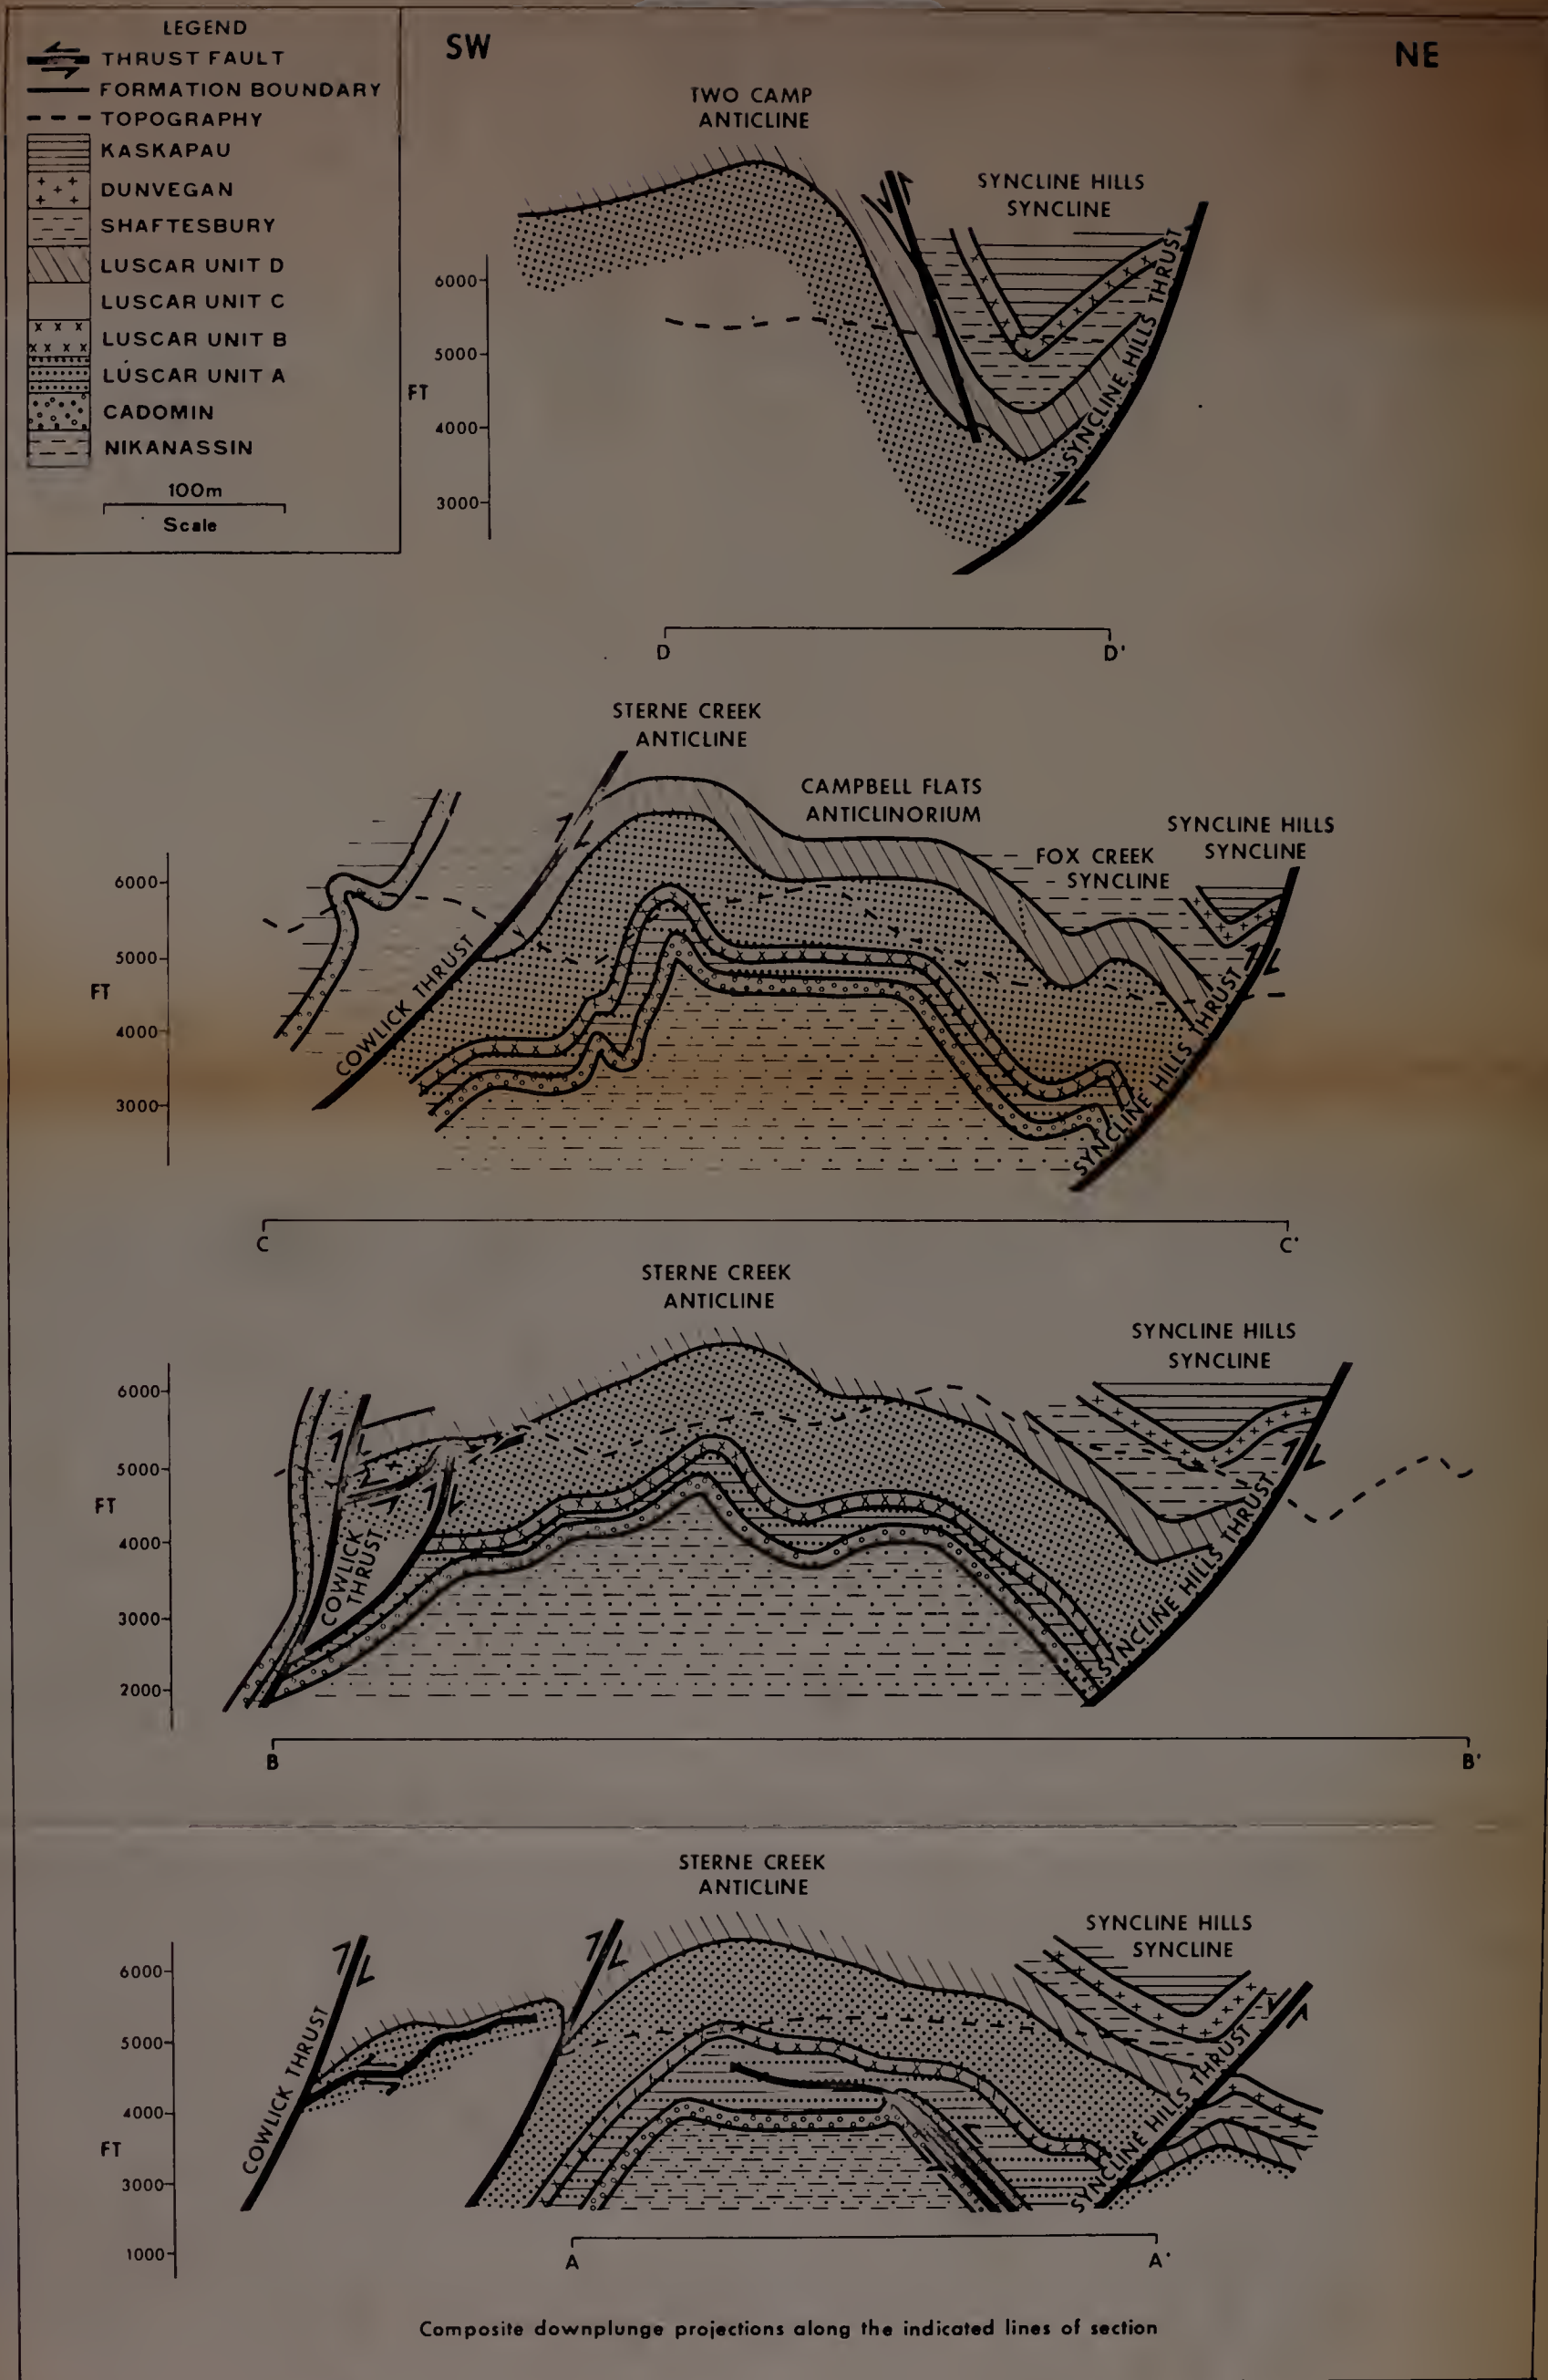 LEGEND
THRUST FAULT
FORMATION BOUNDARY
TOPOGRAPHY
KASKAPAU
DUNVEGAN
SHAFTESBURY
LUSCAR UNIT D
LUSCAR UNIT C
LUSCAR UNIT B
LUSCAR UNIT A
CADOMIN
NIKANASSIN
100m
Scale
SW
NE
TWO CAMP
ANTICLINE
SYNCLINE HILLS
SYNCLINE
SYNCLINE HILLS THRUST
6000
5000
FT
4000
3000
D
D'
STERNE CREEK
ANTICLINE
CAMPBELL FLATS
ANTICLINORIUM
SYNCLINE HILLS
SYNCLINE
FOX CREEK
SYNCLINE
COWLICK THRUST
SYNCLINE HILLS THRUST
6000
5000
FT
4000
3000
C
C'
STERNE CREEK
ANTICLINE
SYNCLINE HILLS
SYNCLINE
COWLICK
THRUST
SYNCLINE HILLS THRUST
6000
5000
FT
4000
3000
2000
B
B'
STERNE CREEK
ANTICLINE
SYNCLINE HILLS
SYNCLINE
COWLICK THRUST
SYNCLINE HILLS THRUST
6000
5000
4000
FT
3000
1000
A
A'
Composite downplunge projections along the indicated lines of section